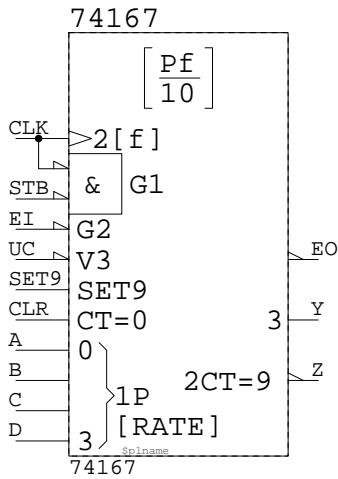 74167
Pf
10
CLK
2[f]
STB
&
G1
EI
G2
UC
V3
EO
SET9
SET9
CLR
CT=0
3
Y
A
0
B
2CT=9
Z
1P
C
[RATE]
D
3
$plname
74167